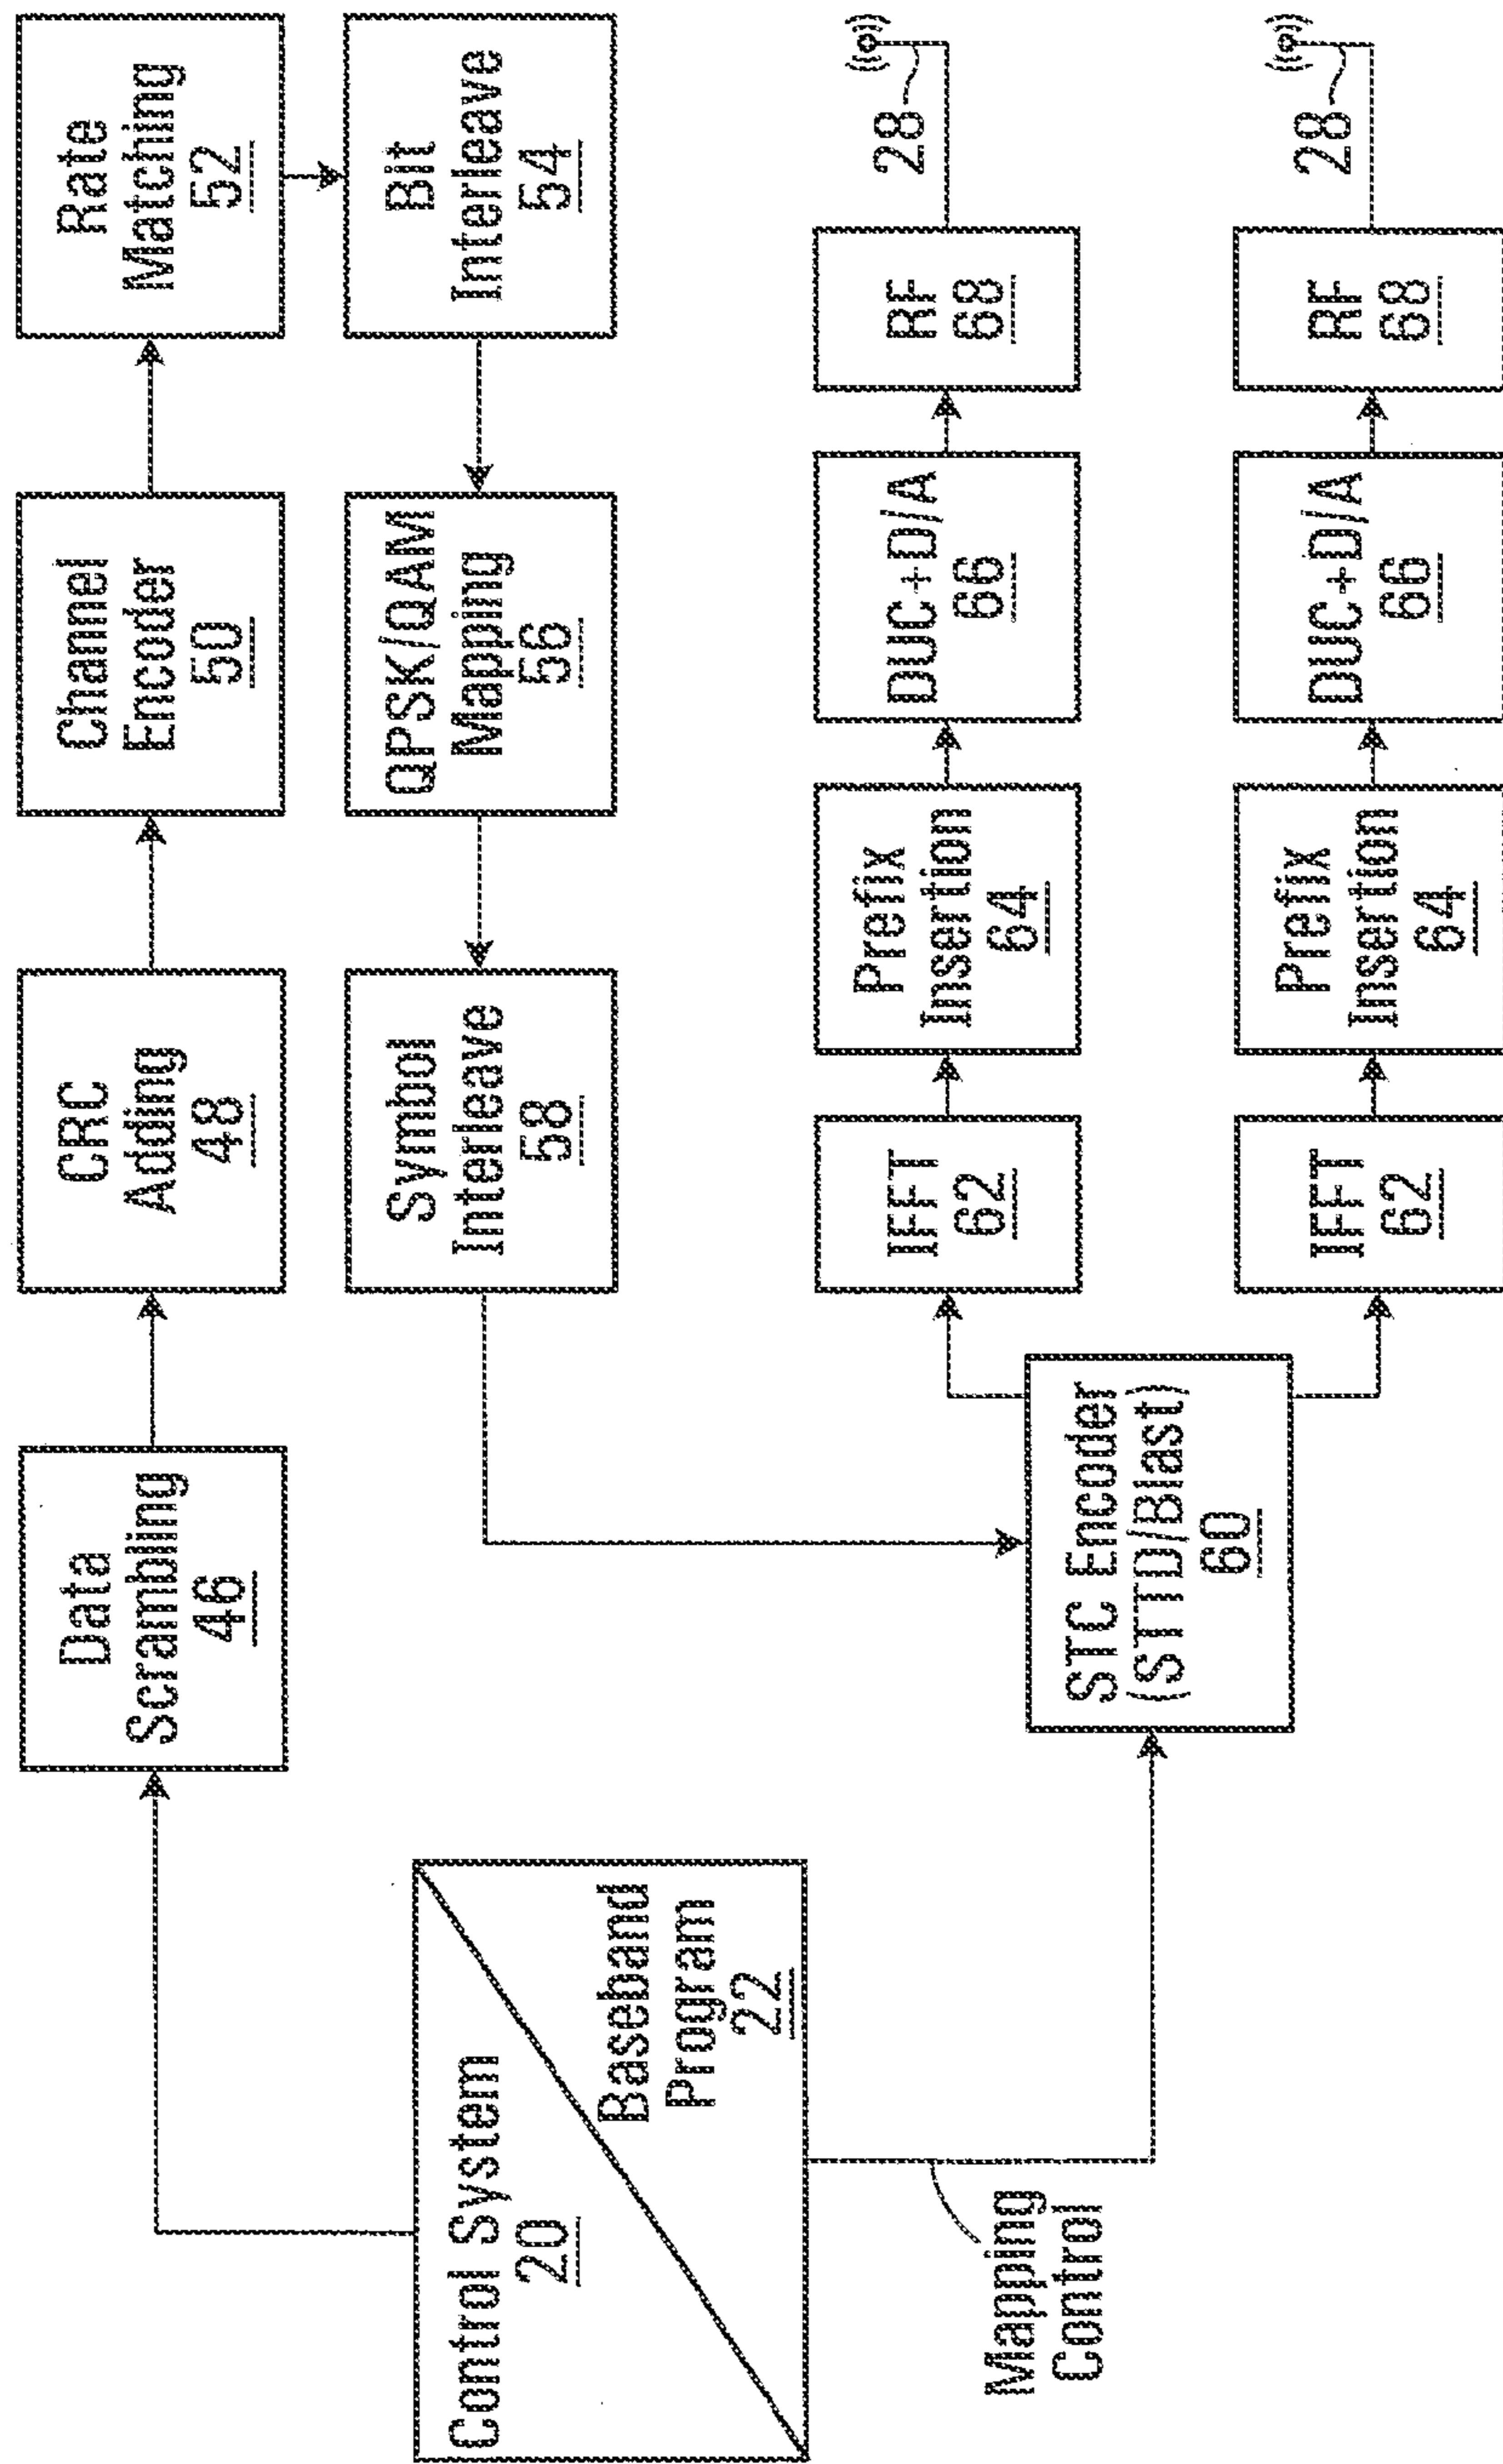 Control System
20
Baseband
Program
22
Mapping
Control
Data
Scrambling
46
CRC
Adding
48
Channel
Encoder
50
Rate
Matching
52
Bit
Interleave
54
QPSK/QAM
Mapping
56
Symbol
Interleave
58
STC Encoder
(STTD/Blast)
60
IFFT
62
Prefix
Insertion
64
DUC+D/A
66
RF
68
28
IFFT
62
Prefix
Insertion
64
DUC+D/A
66
RF
68
28